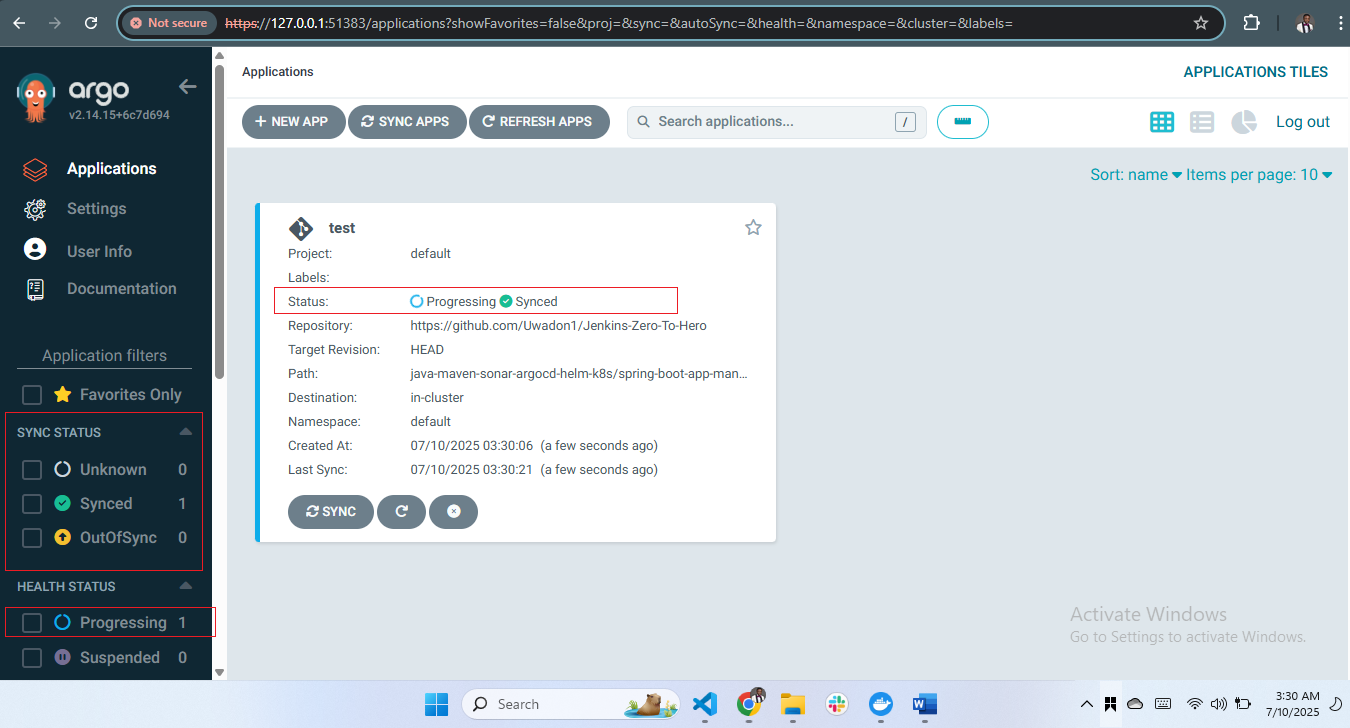 Not secure https://127.0.0.1:51383/applications?showFavorites=false&proj=&sync=&autoSync=&health=&namespace=&cluster=&labels=
argo
v2.14.15+6c7d694
Applications
Settings
User Info
Documentation
Application filters
Favorites Only
SYNC STATUS
Unknown 0
Synced 1
OutOfSync 0
HEALTH STATUS
Progressing 1
Suspended 0
Applications
APPLICATIONS TILES
NEW APP SYNC APPS REFRESH APPS Search applications... / Log out
Sort: name Items per page: 10
test
Project: default
Labels:
Status: Progressing Synced
Repository: https://github.com/Uwadon1/Jenkins-Zero-To-Hero
Target Revision: HEAD
Path: java-maven-sonar-argocd-helm-k8s/spring-boot-app-man...
Destination: in-cluster
Namespace: default
Created At: 07/10/2025 03:30:06 (a few seconds ago)
Last Sync: 07/10/2025 03:30:21 (a few seconds ago)
SYNC
Activate Windows
Go to Settings to activate Windows.
Search
3:30 AM
7/10/2025